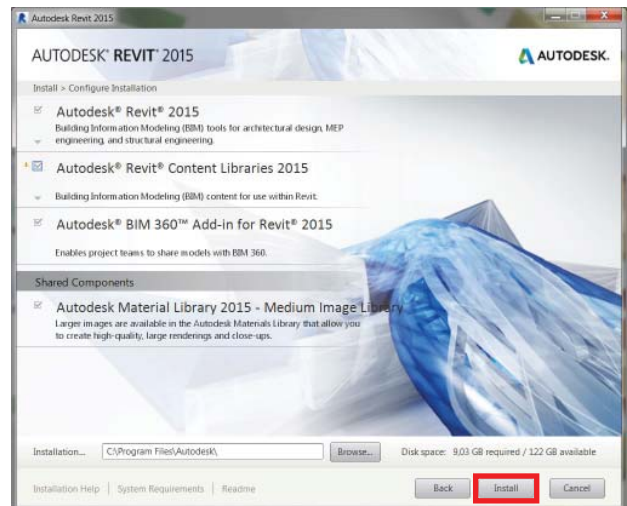 Autodesk Revit 2015
AUTODESK® REVIT® 2015
AUTODESK.
Install > Configure Installation
Autodesk® Revit® 2015
Building Information Modeling (BIM) tools for architectural design, MEP
engineering, and structural engineering.
Autodesk® Revit® Content Libraries 2015
Building Information Modeling (BIM) content for use within Revit.
Autodesk® BIM 360™ Add-in for Revit® 2015
Enables project teams to share models with BIM 360.
Shared Components
Autodesk Material Library 2015 - Medium Image Library
Larger images are available in the Autodesk Materials Library that allow you
to create high-quality, large renderings and close-ups.
Installation... C:\Program Files\Autodesk\ Browse... Disk space: 9,03 GB required / 122 GB available
Installation Help | System Requirements | Readme Back Install Cancel